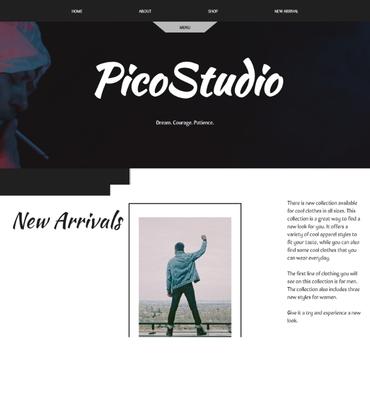 HOME ABOUT SHOP NEW ARRIVAL
MENU
PicoStudio
Dream. Courage. Patience.
New Arrivals
There is new collection available
for cool clothes in all sizes. This
collection is a great way to find a
new look for you. It offers a
variety of cool apparel styles to
fit your taste, while you can also
find some cool clothes that you
can wear everyday.
The first line of clothing you will
see on this collection is for men.
The collection also includes three
new styles for women.
Give it a try and experience a new
look.